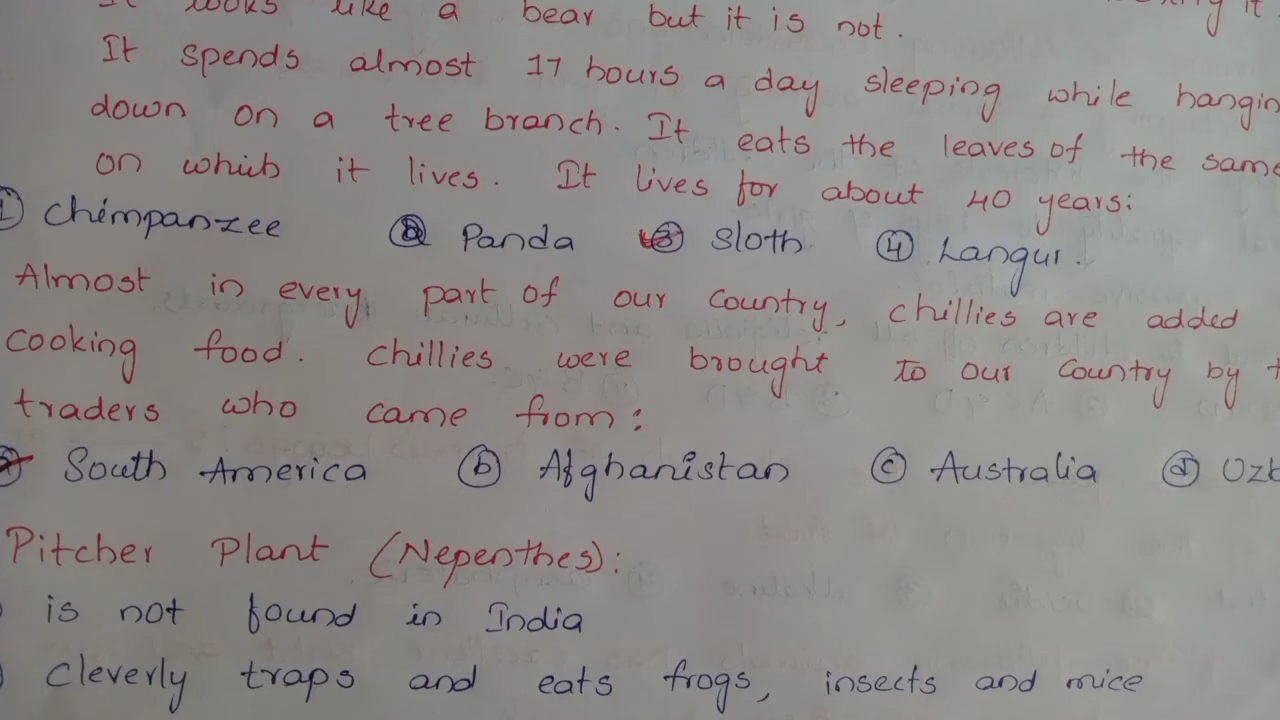 It looks like a bear but it is not.
It spends almost 17 hours a day sleeping while hangin
down on a tree branch. It eats the leaves of the same
on which it lives. It lives for about 40 years:
1 Chimpanzee 2 Panda 3 Sloth 4 Langur.
Almost in every part of our country, chillies are added
cooking food. Chillies were brought to our country by t
traders who came from:
South America b Afghanistan c Australia d Uzb
Pitcher Plant (Nepenthes):
is not found in India
cleverly traps and eats frogs, insects and mice